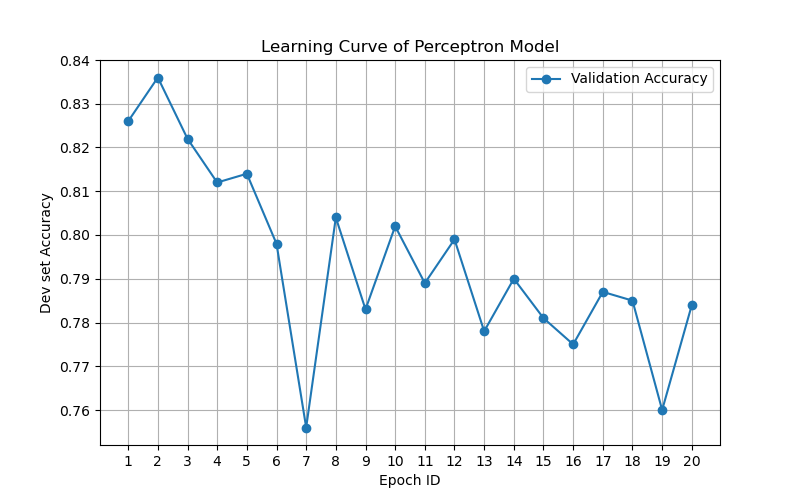 Learning Curve of Perceptron Model
Validation Accuracy
Dev set Accuracy
0.84
0.83
0.82
0.81
0.80
0.79
0.78
0.77
0.76
1 2 3 4 5 6 7 8 9 10 11 12 13 14 15 16 17 18 19 20
Epoch ID